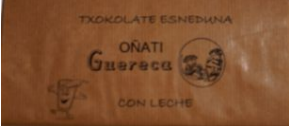 TXOKOLATE ESNEDUNA
OÑATI
Guereca
CON LECHE